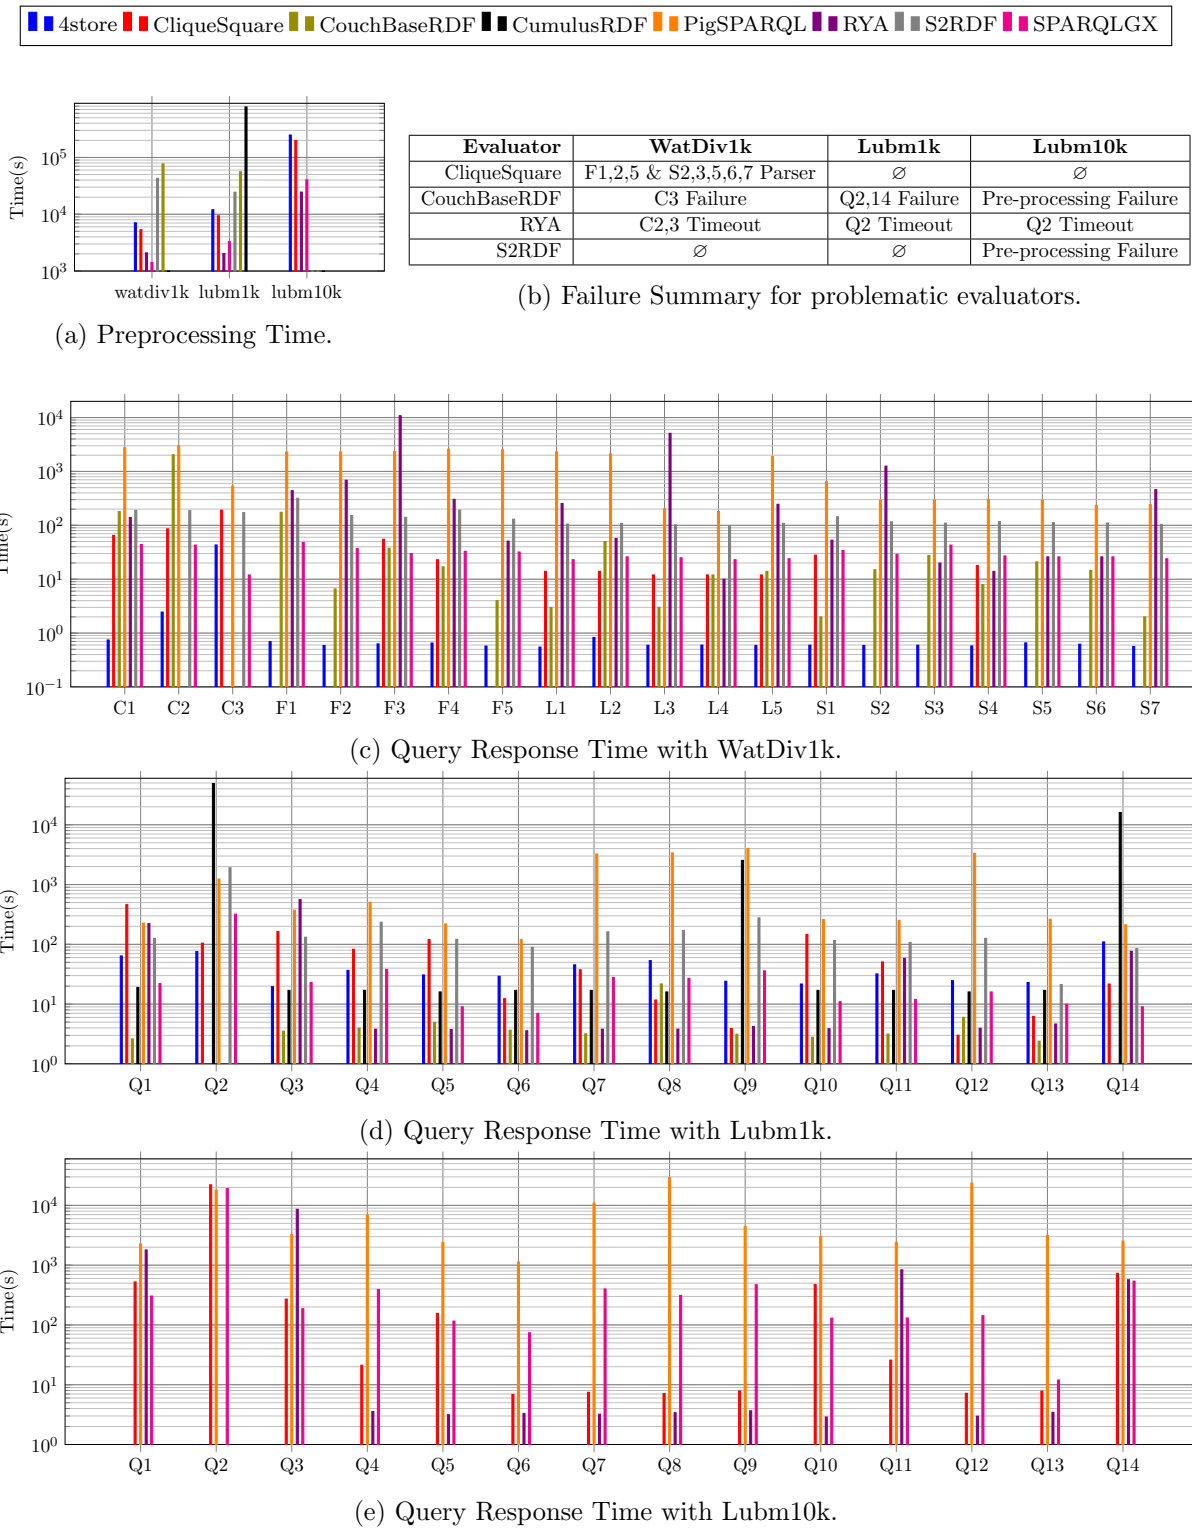 4store CliqueSquare CouchBaseRDF CumulusRDF PigSPARQL RYA S2RDF SPARQLGX
Time(s)
10^5
10^4
10^3
watdiv1k lubm1k lubm10k
(a) Preprocessing Time.
Evaluator WatDiv1k Lubm1k Lubm10k
CliqueSquare F1,2,5 & S2,3,5,6,7 Parser ∅ ∅
CouchBaseRDF C3 Failure Q2,14 Failure Pre-processing Failure
RYA C2,3 Timeout Q2 Timeout Q2 Timeout
S2RDF ∅ ∅ Pre-processing Failure
(b) Failure Summary for problematic evaluators.
Time(s)
10^4
10^3
10^2
10^1
10^0
10^−1
C1 C2 C3 F1 F2 F3 F4 F5 L1 L2 L3 L4 L5 S1 S2 S3 S4 S5 S6 S7
(c) Query Response Time with WatDiv1k.
Time(s)
10^4
10^3
10^2
10^1
10^0
Q1 Q2 Q3 Q4 Q5 Q6 Q7 Q8 Q9 Q10 Q11 Q12 Q13 Q14
(d) Query Response Time with Lubm1k.
Time(s)
10^4
10^3
10^2
10^1
10^0
Q1 Q2 Q3 Q4 Q5 Q6 Q7 Q8 Q9 Q10 Q11 Q12 Q13 Q14
(e) Query Response Time with Lubm10k.